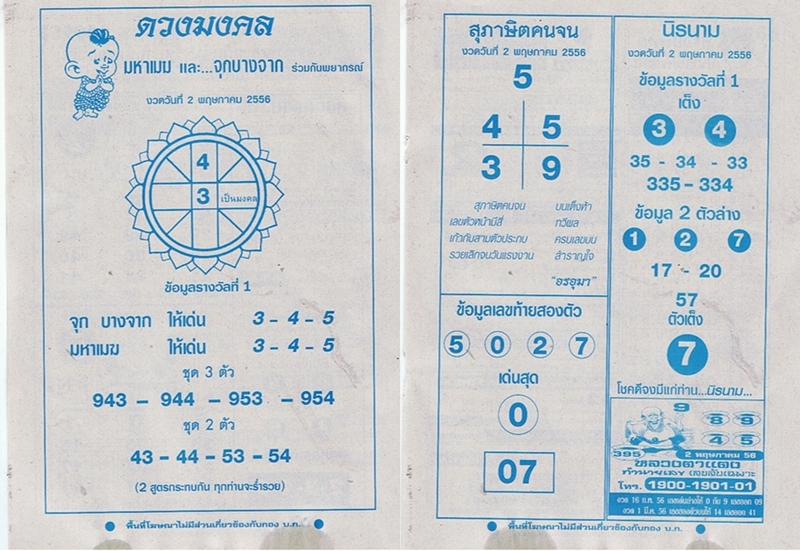 ดวงมงคล
มหาเมฆ และ...จุกบางจาก ร่วมกันพยากรณ์
งวดวันที่ 2 พฤษภาคม 2556
4
3 เป็นมงคล
ข้อมูลรางวัลที่ 1
จุก บางจาก ให้เด่น 3 - 4 - 5
มหาเมฆ ให้เด่น 3 - 4 - 5
ชุด 3 ตัว
943 - 944 - 953 - 954
ชุด 2 ตัว
43 - 44 - 53 - 54
(2 สูตรกระทบกัน ทุกท่านจะร่ำรวย)
พื้นที่โฆษณาไม่มีส่วนเกี่ยวข้องกับกอง บ.ก.
สุภาษิตคนจน
งวดวันที่ 2 พฤษภาคม 2556
5
4 5
3 9
สุภาษิตคนจน บนเต็งห้า
เลขตัวหน้ามีสี่ ทวีผล
เก้ากับสามตัวประกบ ครบเลขบน
รวยเลิกจนวันแรงงาน สำราญใจ
"อรอุมา"
ข้อมูลเลขท้ายสองตัว
5 0 2 7
เด่นสุด
0
07
นิรนาม
งวดวันที่ 2 พฤษภาคม 2556
ข้อมูลรางวัลที่ 1
เต็ง
3 4
35 - 34 - 33
335 - 334
ข้อมูล 2 ตัวล่าง
1 2 7
17 - 20
57
ตัวเต็ง
7
โชคดีจงมีแก่ท่าน...นิรนาม...
9
8 9
4 5
395 2 พฤษภาคม 56
หลวงตาแดง
โทร. 1900-1901-01
พื้นที่โฆษณาไม่มีส่วนเกี่ยวข้องกับกอง บ.ก.